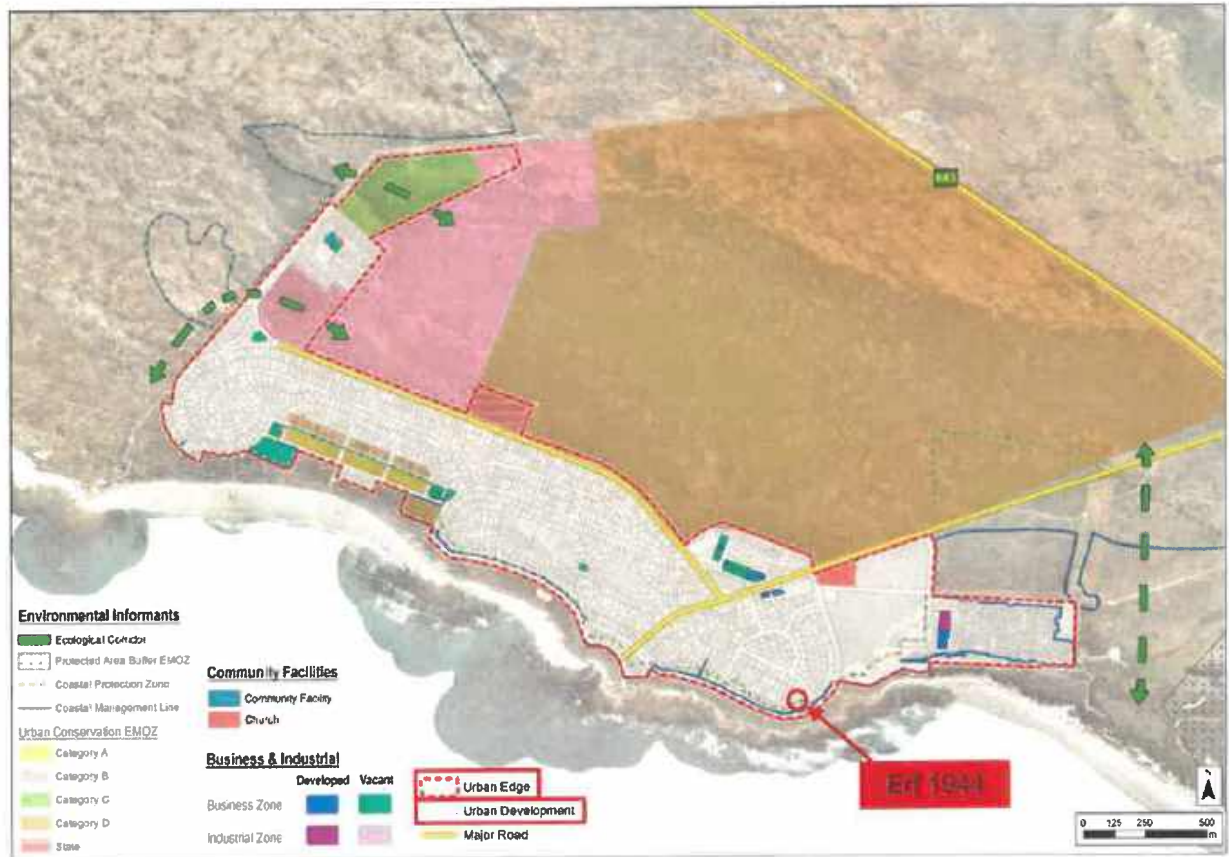 Environmental Informants
Ecological Corridor
Protected Area Buffer EMOZ
Coastal Protection Zone
Coastal Management Line
Urban Conservation EMOZ
Category A
Category B
Category C
Category D
State
Community Facilities
Community Facility
Church
Business & Industrial
Developed Vacant
Business Zone
Industrial Zone
Urban Edge
Urban Development
Major Road
Erf 1944
0 125 250 500
m